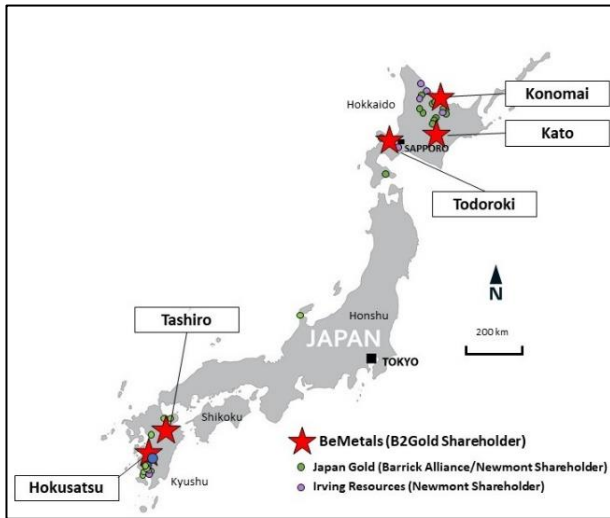 Konomai
Hokkaido
Kato
SAPPORO
Todoroki
N
200 km
Tashiro
Honshu
JAPAN
TOKYO
Shikoku
BeMetals (B2Gold Shareholder)
Japan Gold (Barrick Alliance/Newmont Shareholder)
Hokusatsu
Kyushu
Irving Resources (Newmont Shareholder)